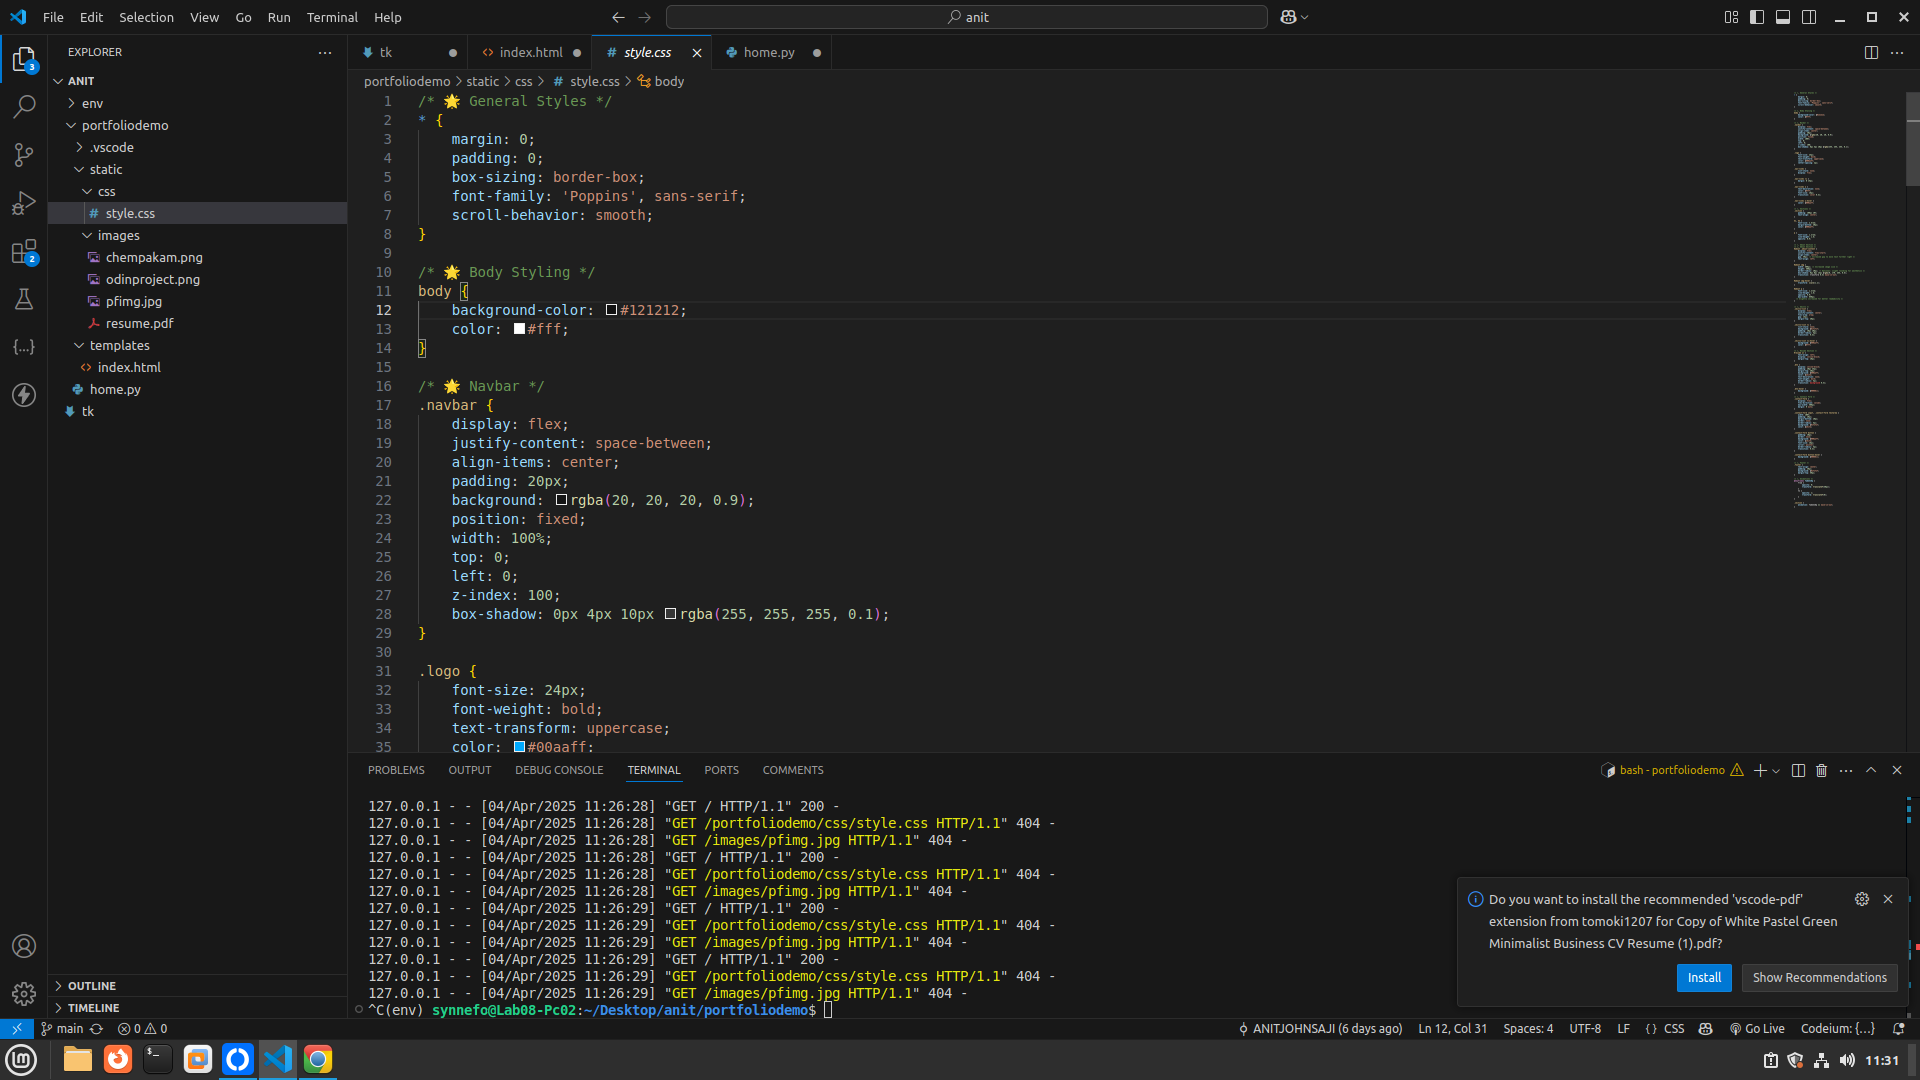 File Edit Selection View Go Run Terminal Help
anit
EXPLORER
ANIT
env
portfoliodemo
.vscode
static
css
style.css
images
chempakam.png
odinproject.png
pfimg.jpg
resume.pdf
templates
index.html
home.py
tk
OUTLINE
TIMELINE
3
2
tk
index.html
style.css
home.py
portfoliodemo > static > css > # style.css > body
1 /* 🌟 General Styles */
2 * {
3 margin: 0;
4 padding: 0;
5 box-sizing: border-box;
6 font-family: 'Poppins', sans-serif;
7 scroll-behavior: smooth;
8 }
9
10 /* 🌟 Body Styling */
11 body {
12 background-color: #121212;
13 color: #fff;
14 }
15
16 /* 🌟 Navbar */
17 .navbar {
18 display: flex;
19 justify-content: space-between;
20 align-items: center;
21 padding: 20px;
22 background: rgba(20, 20, 20, 0.9);
23 position: fixed;
24 width: 100%;
25 top: 0;
26 left: 0;
27 z-index: 100;
28 box-shadow: 0px 4px 10px rgba(255, 255, 255, 0.1);
29 }
30
31 .logo {
32 font-size: 24px;
33 font-weight: bold;
34 text-transform: uppercase;
35 color: #00aaff;
PROBLEMS OUTPUT DEBUG CONSOLE TERMINAL PORTS COMMENTS
bash - portfoliodemo
127.0.0.1 - - [04/Apr/2025 11:26:28] "GET / HTTP/1.1" 200 -
127.0.0.1 - - [04/Apr/2025 11:26:28] "GET /portfoliodemo/css/style.css HTTP/1.1" 404 -
127.0.0.1 - - [04/Apr/2025 11:26:28] "GET /images/pfimg.jpg HTTP/1.1" 404 -
127.0.0.1 - - [04/Apr/2025 11:26:28] "GET / HTTP/1.1" 200 -
127.0.0.1 - - [04/Apr/2025 11:26:28] "GET /portfoliodemo/css/style.css HTTP/1.1" 404 -
127.0.0.1 - - [04/Apr/2025 11:26:28] "GET /images/pfimg.jpg HTTP/1.1" 404 -
127.0.0.1 - - [04/Apr/2025 11:26:29] "GET / HTTP/1.1" 200 -
127.0.0.1 - - [04/Apr/2025 11:26:29] "GET /portfoliodemo/css/style.css HTTP/1.1" 404 -
127.0.0.1 - - [04/Apr/2025 11:26:29] "GET /images/pfimg.jpg HTTP/1.1" 404 -
127.0.0.1 - - [04/Apr/2025 11:26:29] "GET / HTTP/1.1" 200 -
127.0.0.1 - - [04/Apr/2025 11:26:29] "GET /portfoliodemo/css/style.css HTTP/1.1" 404 -
127.0.0.1 - - [04/Apr/2025 11:26:29] "GET /images/pfimg.jpg HTTP/1.1" 404 -
^C(env) synnefo@Lab08-Pc02:~/Desktop/anit/portfoliodemo$
Do you want to install the recommended 'vscode-pdf'
extension from tomoki1207 for Copy of White Pastel Green
Minimalist Business CV Resume (1).pdf?
Install
Show Recommendations
main 0 0
ANITJOHNSAJI (6 days ago) Ln 12, Col 31 Spaces: 4 UTF-8 LF { } CSS Go Live Codeium: {...}
11:31